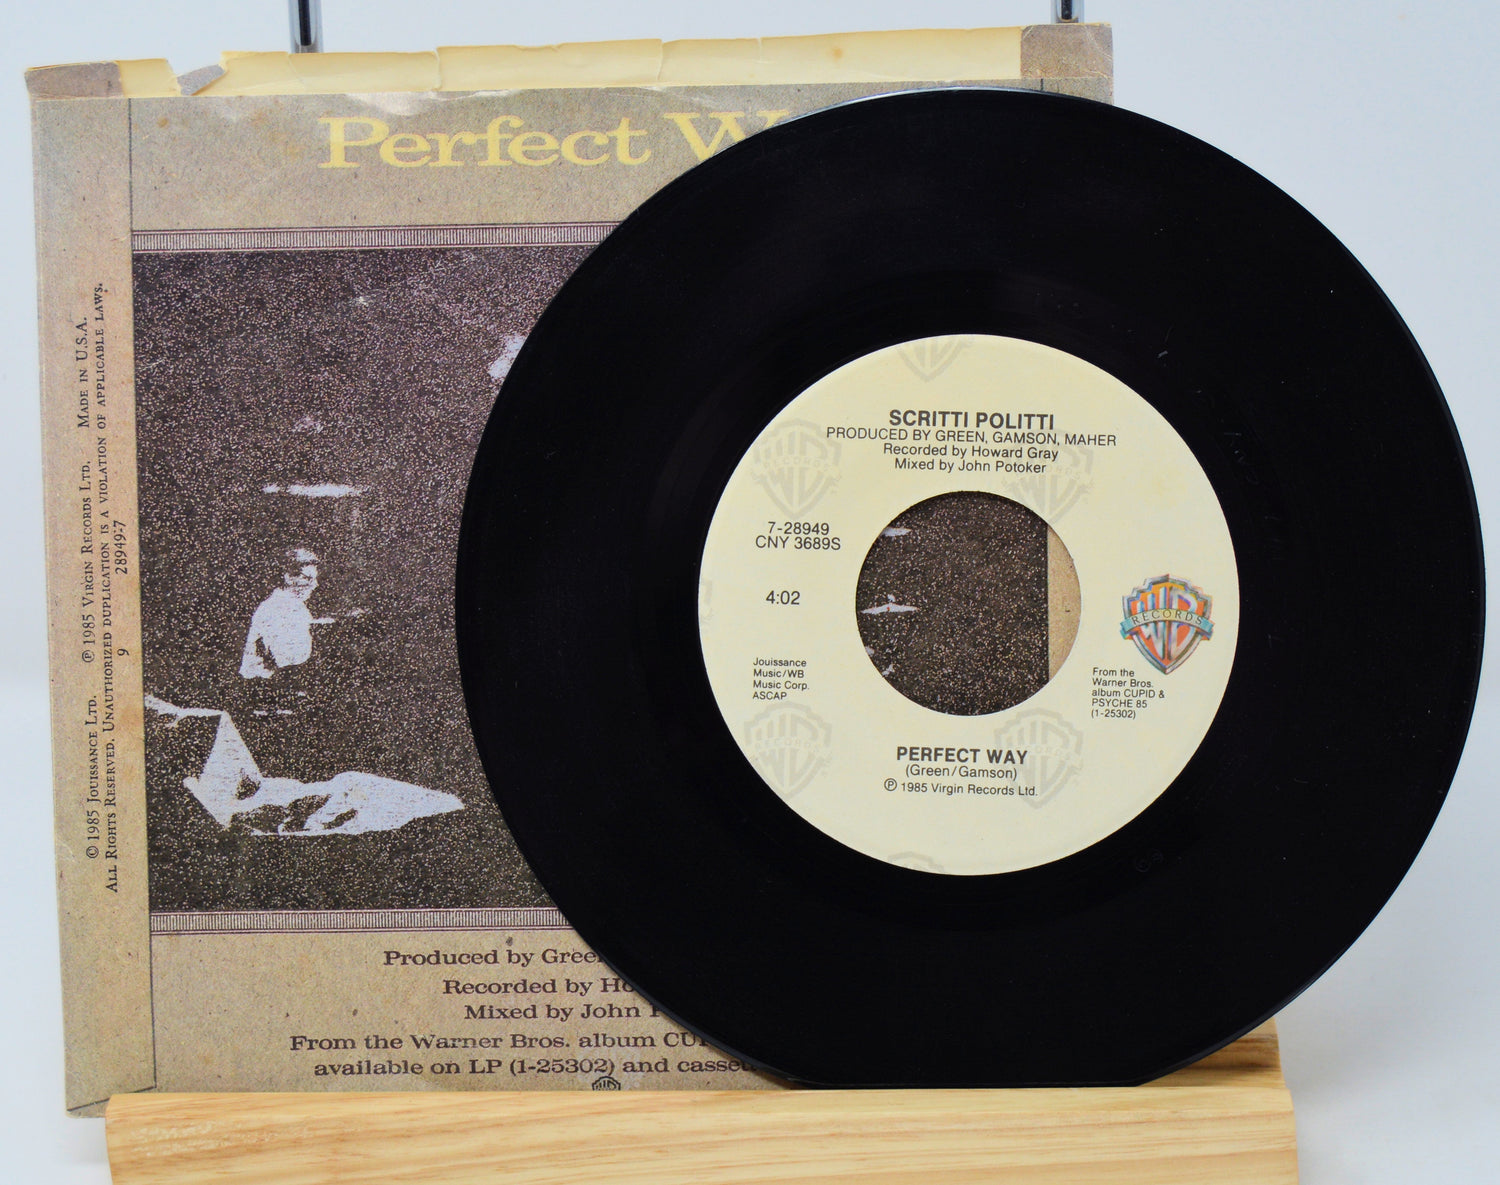 Perfect W
© 1985 Jouissance Ltd. ℗ 1985 Virgin Records Ltd. Made in U.S.A.
All Rights Reserved. Unauthorized duplication is a violation of applicable laws.
9 28949-7
Produced by Gree
Recorded by Ho
Mixed by John P
From the Warner Bros. album CU
available on LP (1-25302) and casse
SCRITTI POLITTI
PRODUCED BY GREEN, GAMSON, MAHER
Recorded by Howard Gray
Mixed by John Potoker
7-28949
CNY 3689S
4:02
Jouissance
Music/WB
Music Corp.
ASCAP
RECORDS
From the
Warner Bros.
album CUPID &
PSYCHE 85
(1-25302)
PERFECT WAY
(Green/Gamson)
℗ 1985 Virgin Records Ltd.